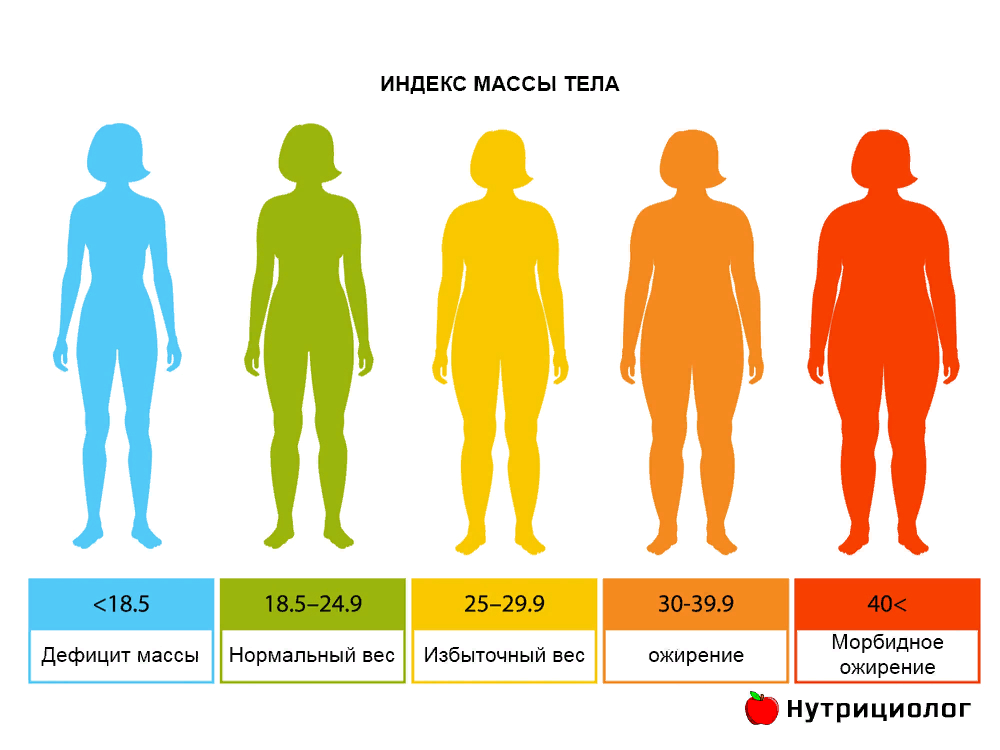 ИНДЕКС МАССЫ ТЕЛА
<18.5
18.5–24.9
25–29.9
30-39.9
40<
Дефицит массы
Нормальный вес
Избыточный вес
ожирение
Морбидное
ожирение
Нутрициолог